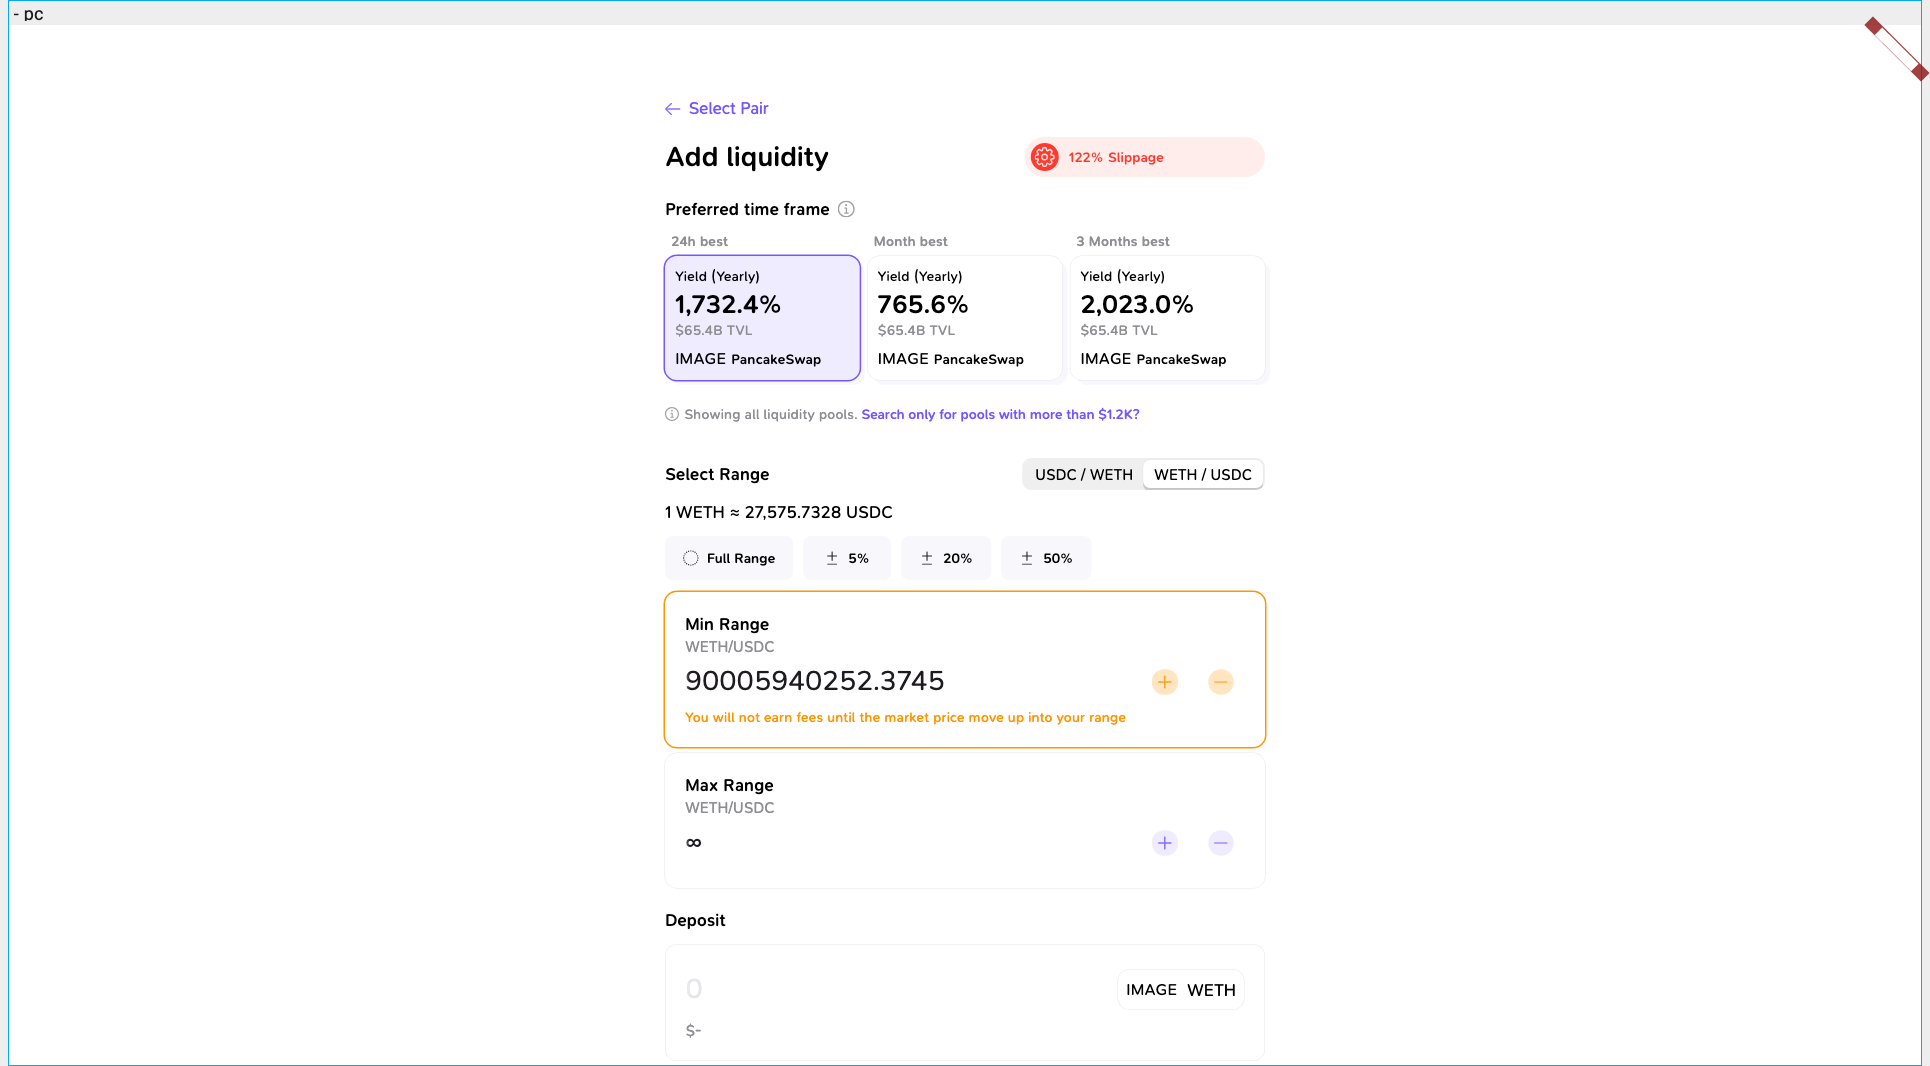 - pc
Select Pair
Add liquidity
122% Slippage
Preferred time frame
24h best
Month best
3 Months best
Yield (Yearly)
1,732.4%
$65.4B TVL
IMAGE PancakeSwap
Yield (Yearly)
765.6%
$65.4B TVL
IMAGE PancakeSwap
Yield (Yearly)
2,023.0%
$65.4B TVL
IMAGE PancakeSwap
Showing all liquidity pools. Search only for pools with more than $1.2K?
Select Range
USDC / WETH
WETH / USDC
1 WETH ≈ 27,575.7328 USDC
Full Range
± 5%
± 20%
± 50%
Min Range
WETH/USDC
90005940252.3745
You will not earn fees until the market price move up into your range
Max Range
WETH/USDC
∞
Deposit
0
IMAGE WETH
$-